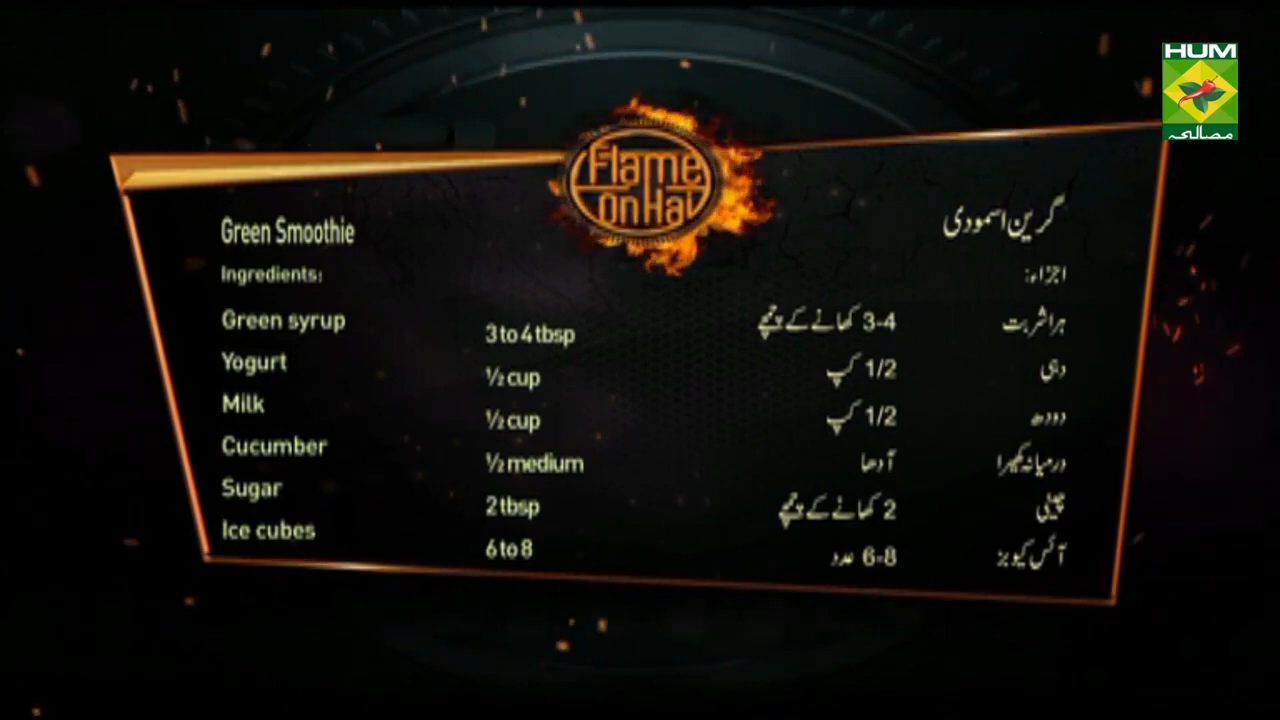 HUM
مصالحہ
Flame
on Hai
Green Smoothie
گرین اسمودی
Ingredients:
اجزاء:
Green syrup 3 to 4 tbsp
ہرا شربت 3-4 کھانے کے چمچے
Yogurt ½ cup
دہی 1/2 کپ
Milk ½ cup
دودھ 1/2 کپ
Cucumber ½ medium
درمیانہ کھیرا آدھا
Sugar 2 tbsp
چینی 2 کھانے کے چمچے
Ice cubes 6 to 8
آئس کیوبز 6-8 عدد